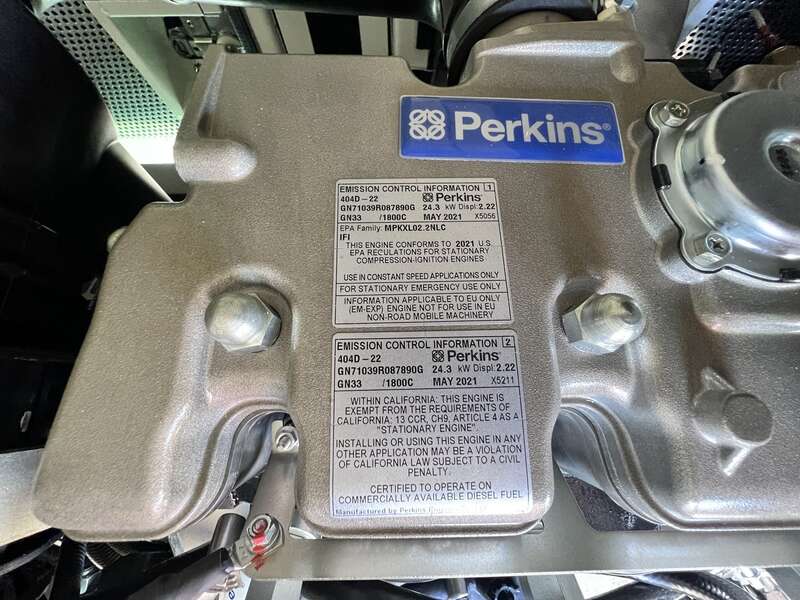 Perkins®
EMISSION CONTROL INFORMATION 1
404D-22 Perkins
GN71039R087890G 24.3 kW Displ:2.22
GN33 /1800C MAY 2021 X5056
EPA Family: MPKXL02.2NLC
IFI
THIS ENGINE CONFORMS TO 2021 U.S.
EPA REGULATIONS FOR STATIONARY
COMPRESSION-IGNITION ENGINES
USE IN CONSTANT SPEED APPLICATIONS ONLY
FOR STATIONARY EMERGENCY USE ONLY
INFORMATION APPLICABLE TO EU ONLY
(EM-EXP) ENGINE NOT FOR USE IN EU
NON-ROAD MOBILE MACHINERY
EMISSION CONTROL INFORMATION 2
404D-22 Perkins
GN71039R087890G 24.3 kW Displ:2.22
GN33 /1800C MAY 2021 X5211
WITHIN CALIFORNIA: THIS ENGINE IS
EXEMPT FROM THE REQUIREMENTS OF
CALIFORNIA: 13 CCR, CH9, ARTICLE 4 AS A
"STATIONARY ENGINE".
INSTALLING OR USING THIS ENGINE IN ANY
OTHER APPLICATION MAY BE A VIOLATION
OF CALIFORNIA LAW SUBJECT TO A CIVIL
PENALTY.
CERTIFIED TO OPERATE ON
COMMERCIALLY AVAILABLE DIESEL FUEL
Manufactured by Perkins